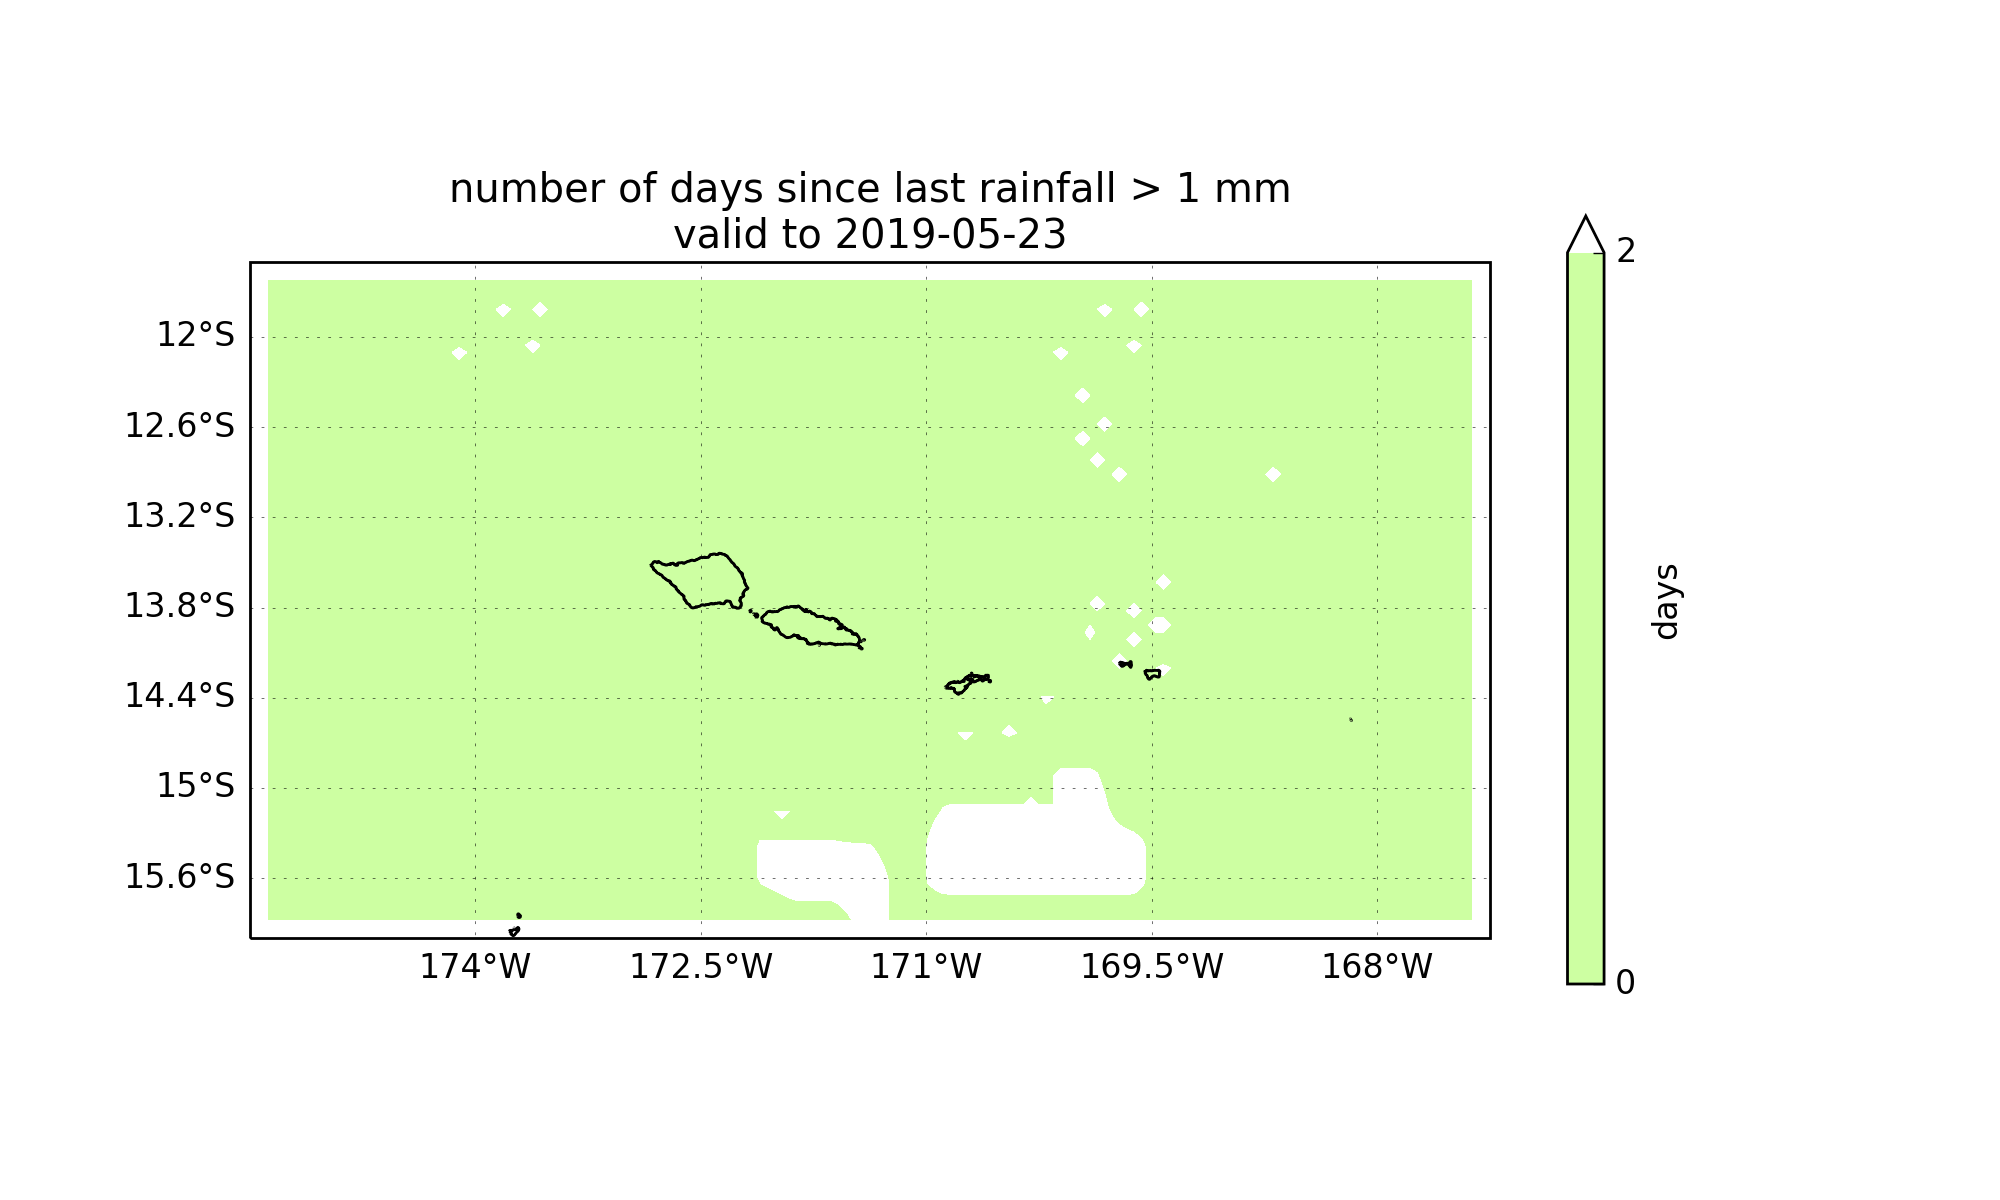 number of days since last rainfall > 1 mm
valid to 2019-05-23
12°S
12.6°S
13.2°S
13.8°S
14.4°S
15°S
15.6°S
174°W 172.5°W 171°W 169.5°W 168°W
2
0
days